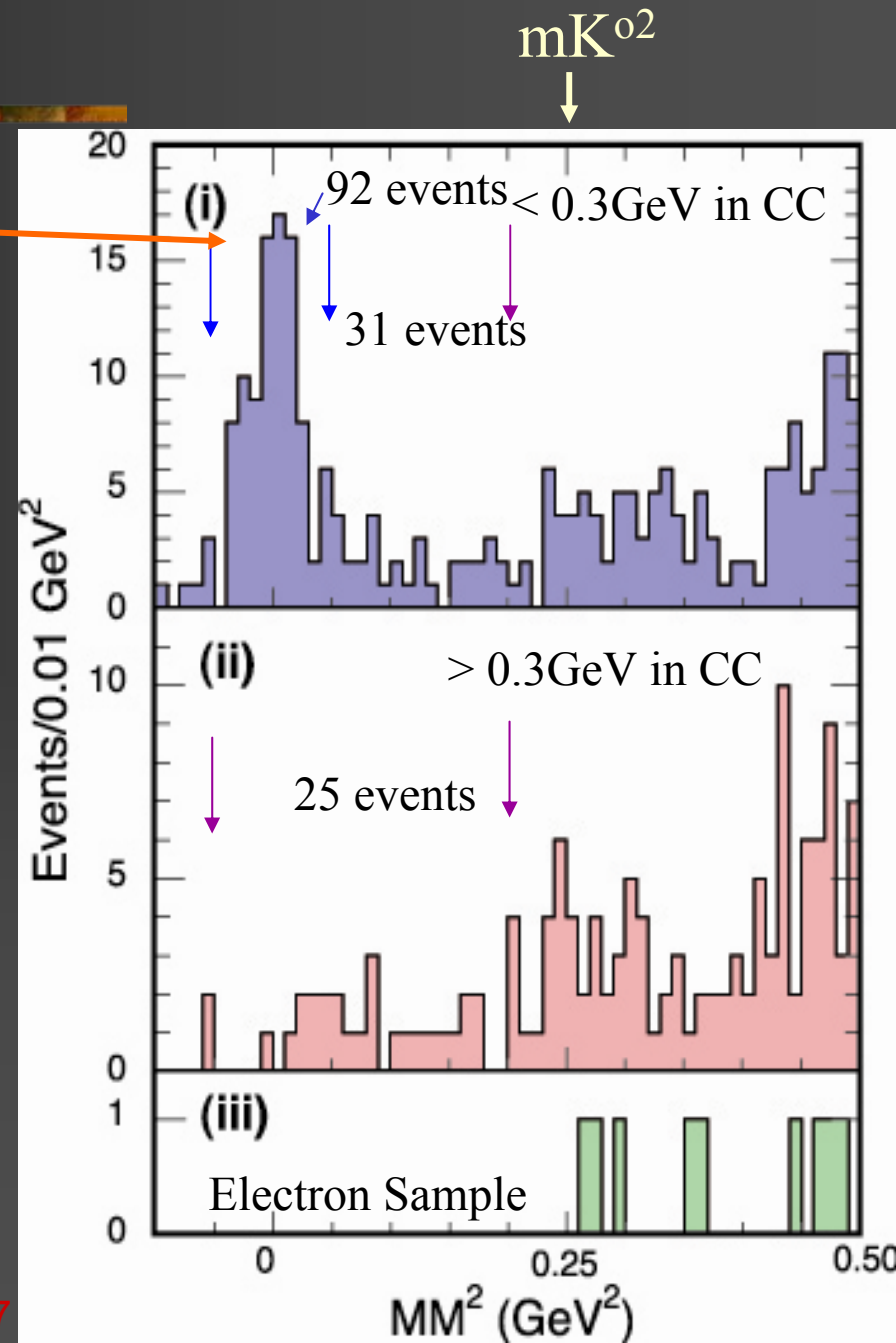 mK⁰²
20
(i)
92 events
< 0.3GeV in CC
15
31 events
10
5
0
Events/0.01 GeV²
(ii)
> 0.3GeV in CC
10
25 events
5
0
1
(iii)
Electron Sample
0
0
0.25
0.50
MM² (GeV²)
7